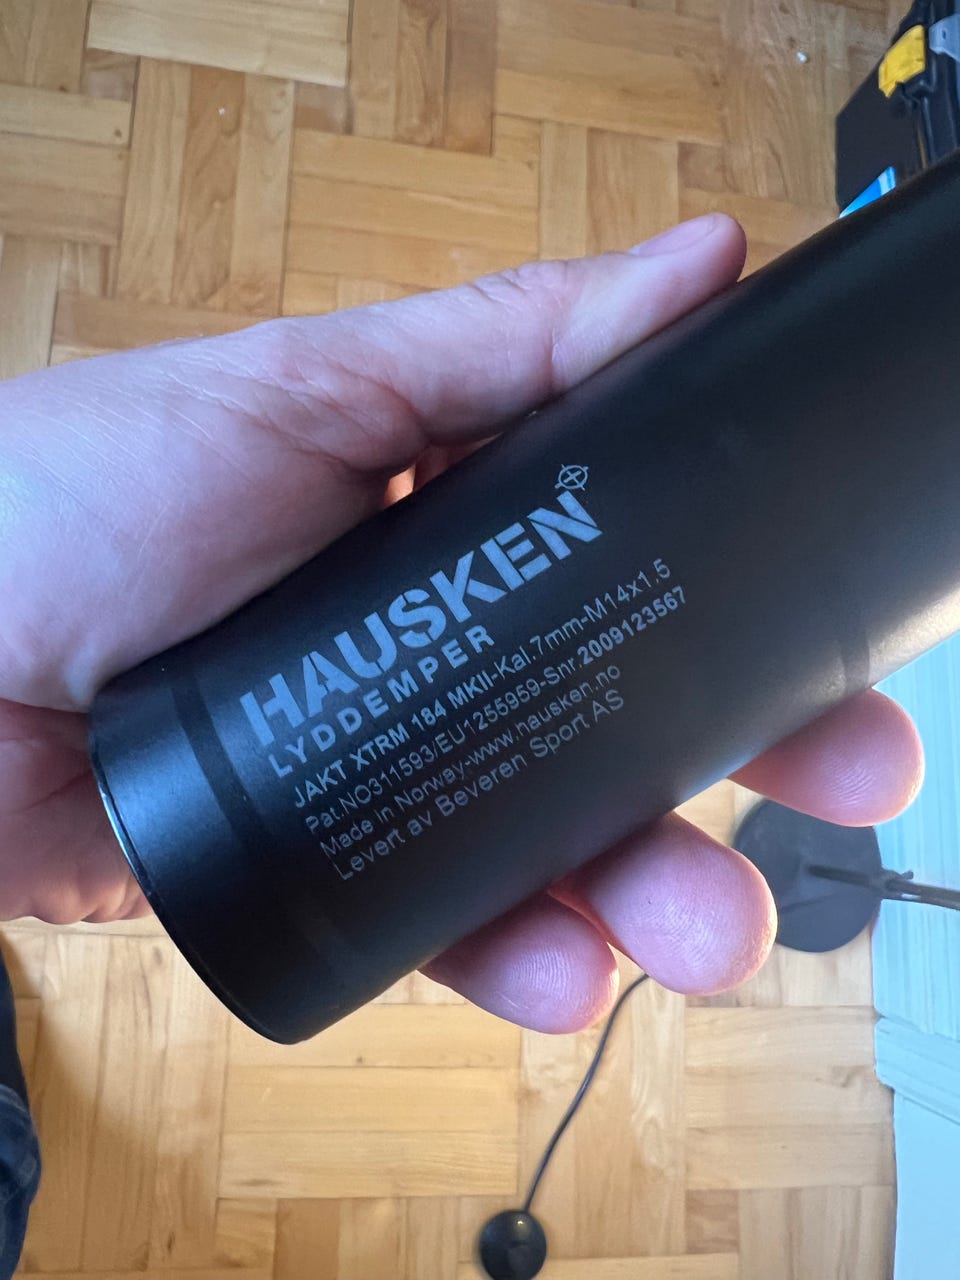 HAUSKEN
LYDDEMPER
JAKT XTRM 184 MKII-Kal.7mm-M14x1.5
Pat.NO311593/EU1255959-Snr.2009123567
Made in Norway-www.hausken.no
Levert av Beveren Sport AS